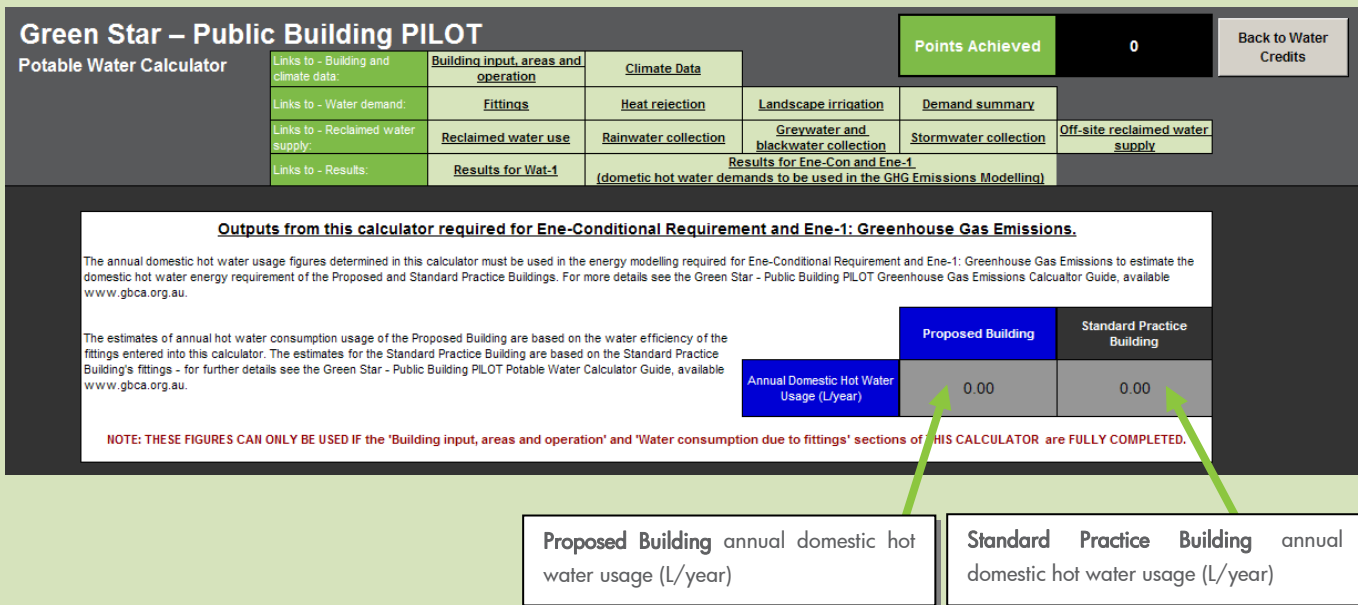 Green Star – Public Building PILOT
Potable Water Calculator
Points Achieved
0
Back to Water
Credits
Links to - Building and
climate data:
Building input, areas and
operation
Climate Data
Links to - Water demand:
Fittings
Heat rejection
Landscape irrigation
Demand summary
Links to - Reclaimed water
supply:
Reclaimed water use
Rainwater collection
Greywater and
blackwater collection
Stormwater collection
Off-site reclaimed water
supply
Links to - Results:
Results for Wat-1
Results for Ene-Con and Ene-1
(dometic hot water demands to be used in the GHG Emissions Modelling)
Outputs from this calculator required for Ene-Conditional Requirement and Ene-1: Greenhouse Gas Emissions.
The annual domestic hot water usage figures determined in this calculator must be used in the energy modelling required for Ene-Conditional Requirement and Ene-1: Greenhouse Gas Emissions to estimate the
domestic hot water energy requirement of the Proposed and Standard Practice Buildings. For more details see the Green Star - Public Building PILOT Greenhouse Gas Emissions Calcualtor Guide, available
www.gbca.org.au.
The estimates of annual hot water consumption usage of the Proposed Building are based on the water efficiency of the
fittings entered into this calculator. The estimates for the Standard Practice Building are based on the Standard Practice
Building's fittings - for further details see the Green Star - Public Building PILOT Potable Water Calculator Guide, available
www.gbca.org.au.
Proposed Building
Standard Practice
Building
Annual Domestic Hot Water
Usage (L/year)
0.00
0.00
NOTE: THESE FIGURES CAN ONLY BE USED IF the 'Building input, areas and operation' and 'Water consumption due to fittings' sections of THIS CALCULATOR are FULLY COMPLETED.
Proposed Building annual domestic hot
water usage (L/year)
Standard Practice Building annual
domestic hot water usage (L/year)